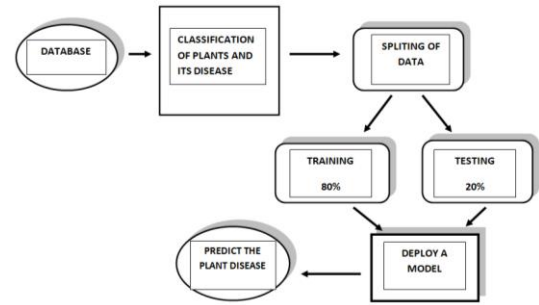 DATABASE
CLASSIFICATION
OF PLANTS AND
ITS DISEASE
SPLITING OF
DATA
TRAINING
80%
TESTING
20%
PREDICT THE
PLANT DISEASE
DEPLOY A
MODEL